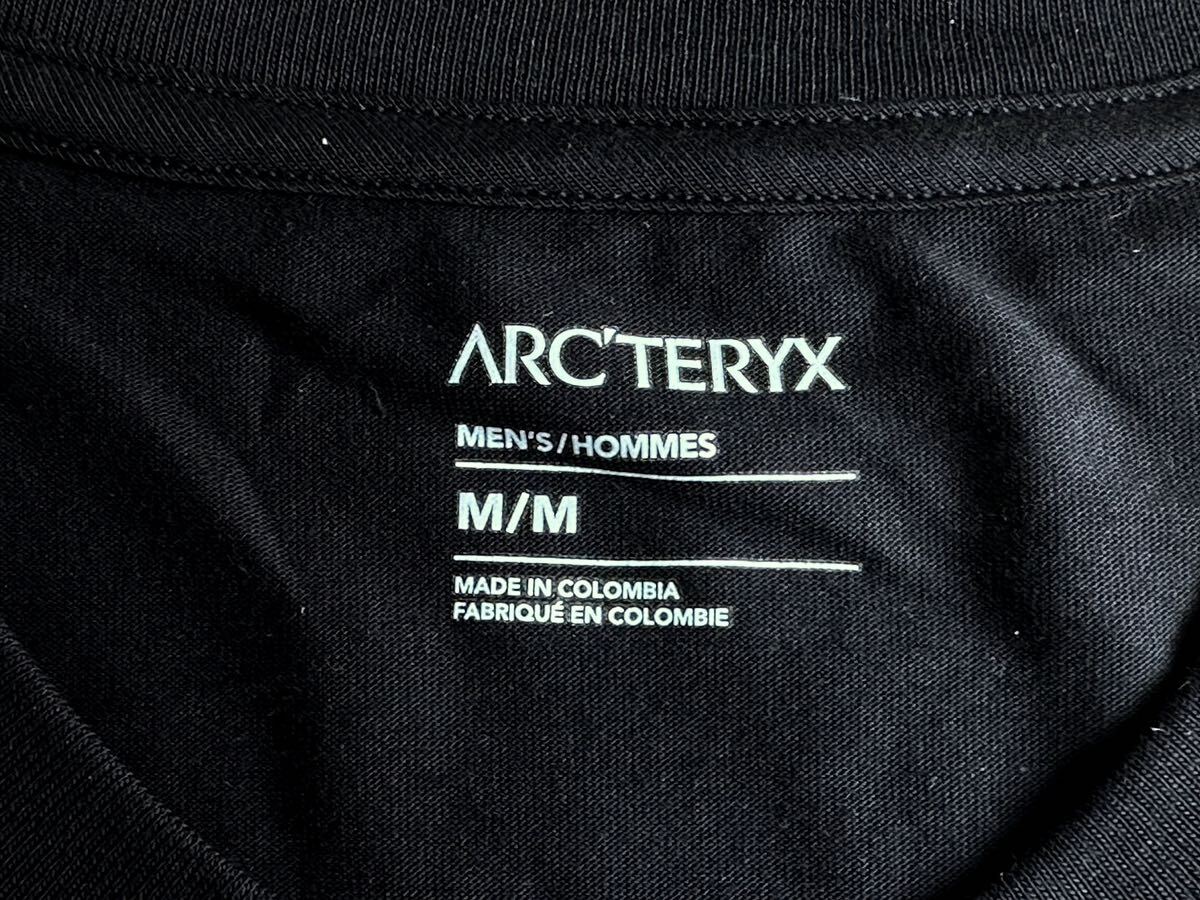 ARC'TERYX
MEN'S/HOMMES
M/M
MADE IN COLOMBIA
FABRIQUÉ EN COLOMBIE